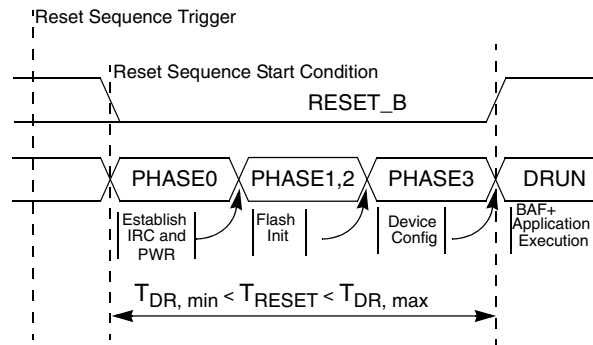 Reset Sequence Trigger
Reset Sequence Start Condition
RESET_B
PHASE0 PHASE1,2 PHASE3 DRUN
Establish
IRC and
PWR
Flash
Init
Device
Config
BAF+
Application
Execution
TDR, min < TRESET < TDR, max